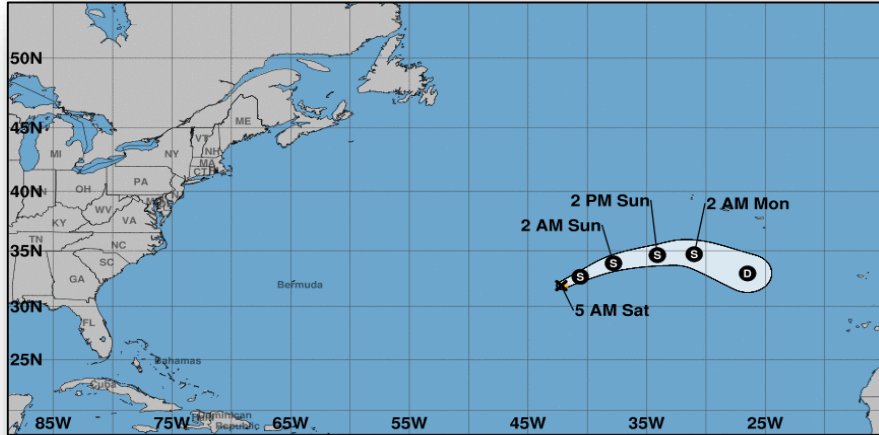 50N
45N
40N
35N
30N
25N
ME
VT
NH
MA
CT
NY
MI
PA
OH
WV
KY
VA
TN
NC
SC
GA
FL
2 PM Sun
2 AM Mon
2 AM Sun
S
S
S
S
D
5 AM Sat
Bermuda
Bahamas
Cuba
Dominican
Republic
85W
75W
65W
55W
45W
35W
25W